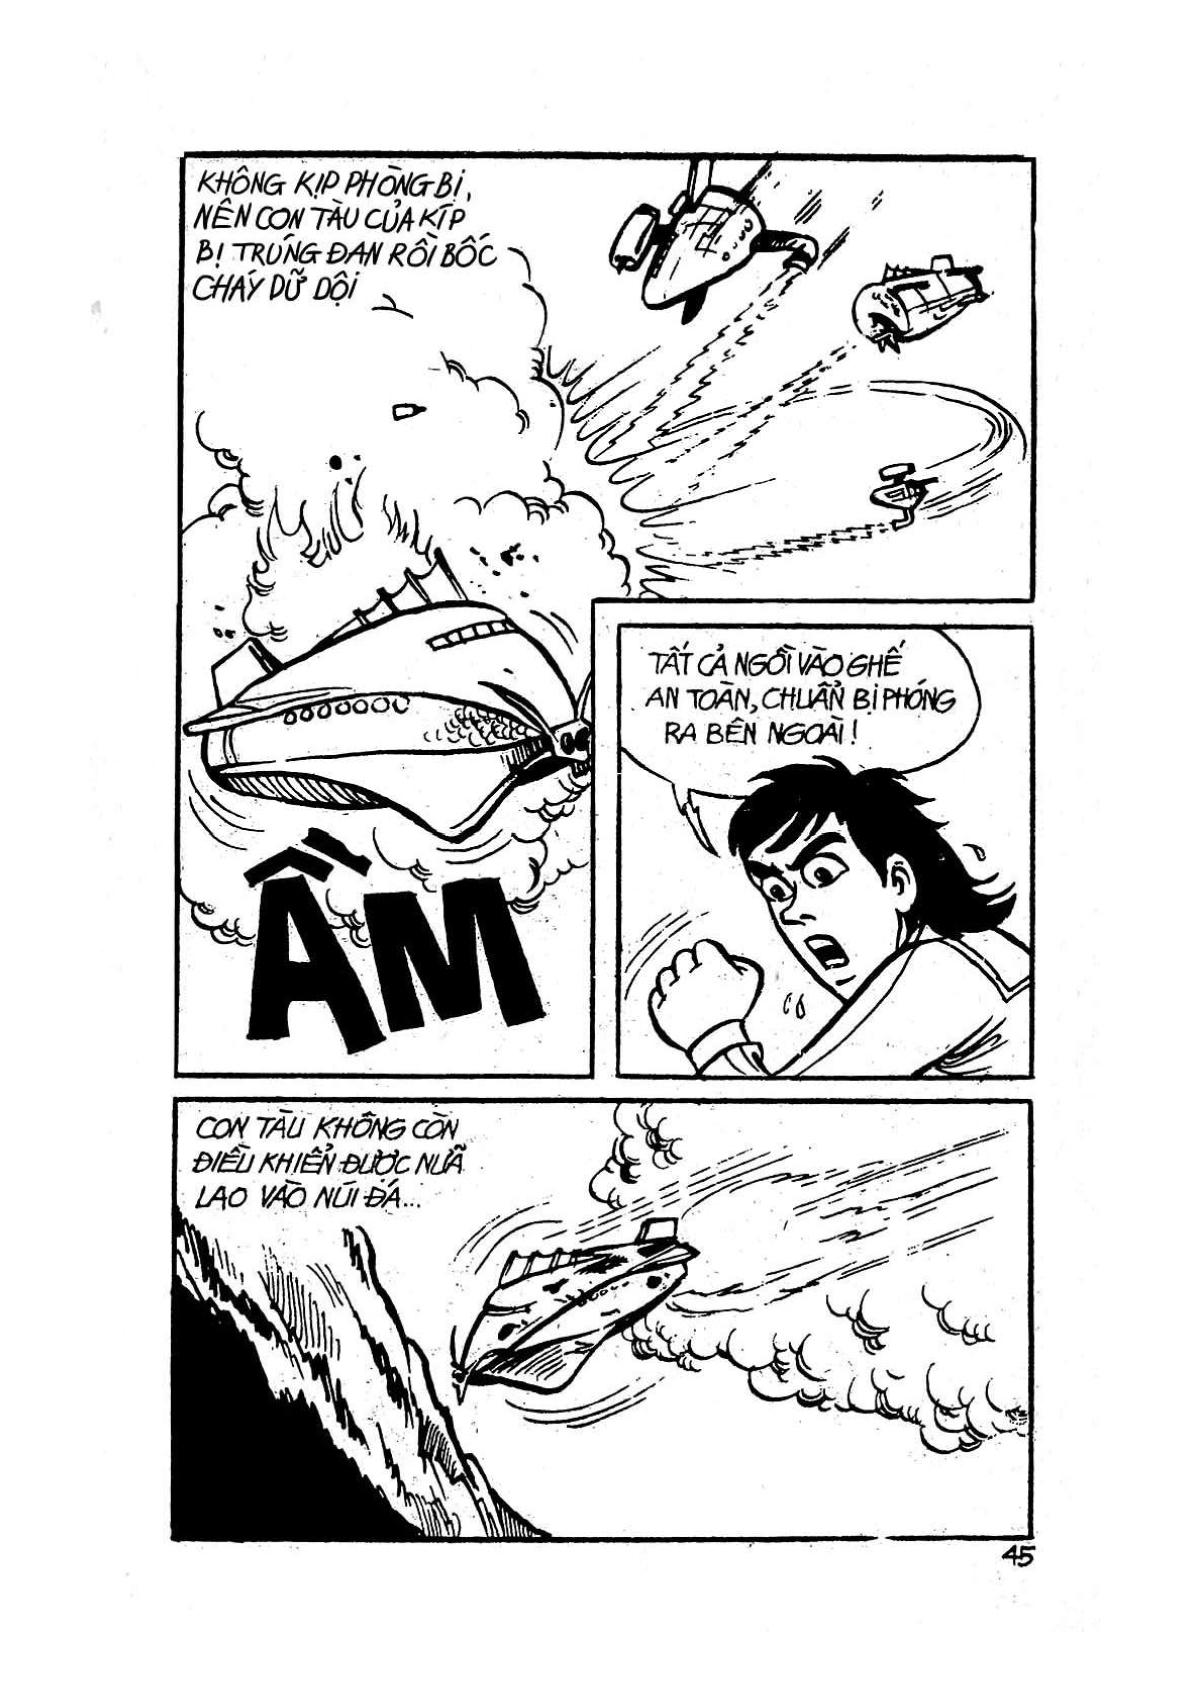 KHÔNG KỊP PHÒNG BỊ,
NÊN CON TÀU CỦA KÍP
BỊ TRÚNG ĐAN RỒI BỐC
CHÁY DỮ DỘI
ẦM
TẤT CẢ NGỒI VÀO GHẾ
AN TOÀN, CHUẨN BỊ PHÓNG
RA BÊN NGOÀI!
CON TÀU KHÔNG CÒN
ĐIỀU KHIỂN ĐƯỢC NỮA
LAO VÀO NÚI ĐÁ...
45